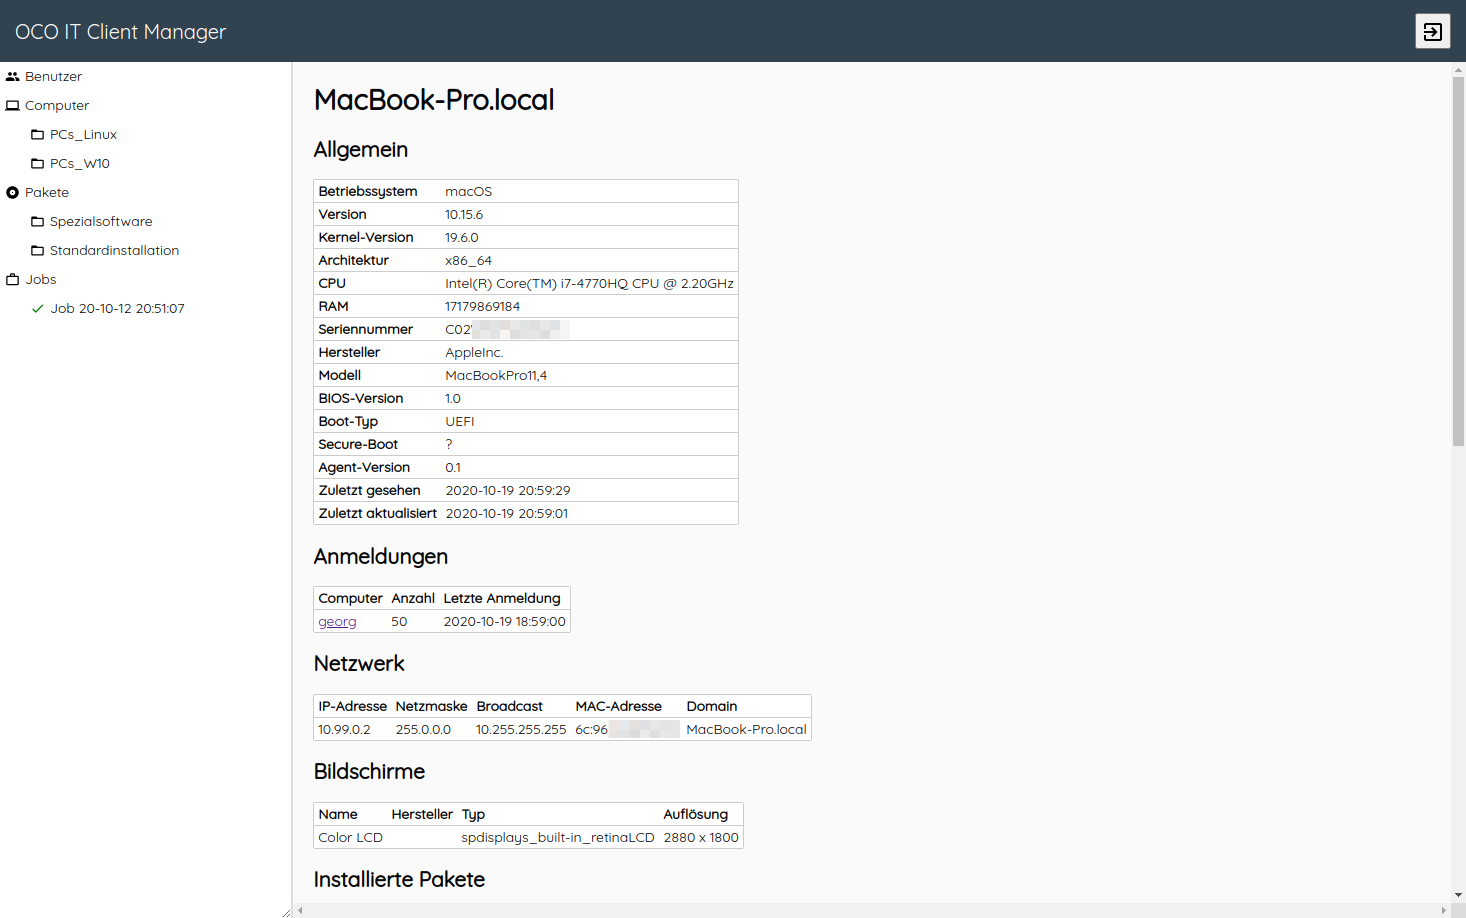 OCO IT Client Manager
Benutzer
Computer
PCs_Linux
PCs_W10
Pakete
Spezialsoftware
Standardinstallation
Jobs
Job 20-10-12 20:51:07
MacBook-Pro.local
Allgemein
Betriebssystem macOS
Version 10.15.6
Kernel-Version 19.6.0
Architektur x86_64
CPU Intel(R) Core(TM) i7-4770HQ CPU @ 2.20GHz
RAM 17179869184
Seriennummer C02
Hersteller AppleInc.
Modell MacBookPro11,4
BIOS-Version 1.0
Boot-Typ UEFI
Secure-Boot ?
Agent-Version 0.1
Zuletzt gesehen 2020-10-19 20:59:29
Zuletzt aktualisiert 2020-10-19 20:59:01
Anmeldungen
Computer Anzahl Letzte Anmeldung
georg 50 2020-10-19 18:59:00
Netzwerk
IP-Adresse Netzmaske Broadcast MAC-Adresse Domain
10.99.0.2 255.0.0.0 10.255.255.255 6c:96 MacBook-Pro.local
Bildschirme
Name Hersteller Typ Auflösung
Color LCD spdisplays_built-in_retinaLCD 2880 x 1800
Installierte Pakete